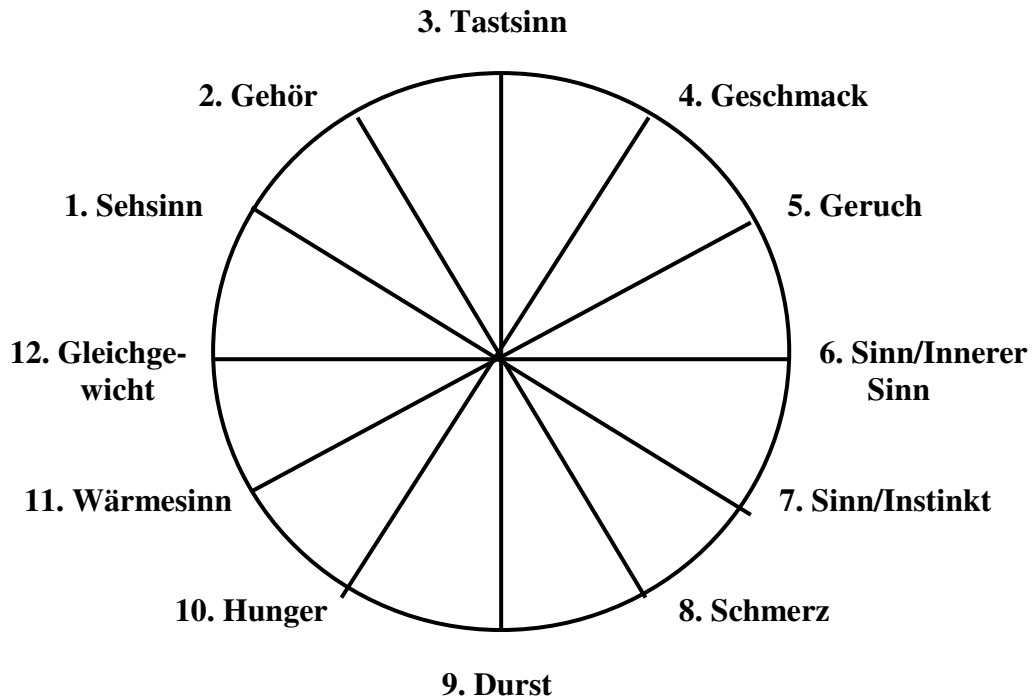 3. Tastsinn
2. Gehör
4. Geschmack
1. Sehsinn
5. Geruch
12. Gleichge-
wicht
6. Sinn/Innerer
Sinn
11. Wärmesinn
7. Sinn/Instinkt
10. Hunger
8. Schmerz
9. Durst